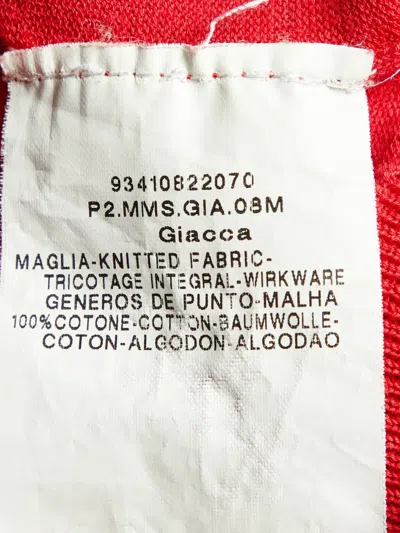 93410822070
P2.MMS.GIA.08M
Giacca
MAGLIA-KNITTED FABRIC-
TRICOTAGE INTEGRAL-WIRKWARE
GENEROS DE PUNTO-MALHA
100%COTONE-COTTON-BAUMWOLLE-
COTON-ALGODON-ALGODAO